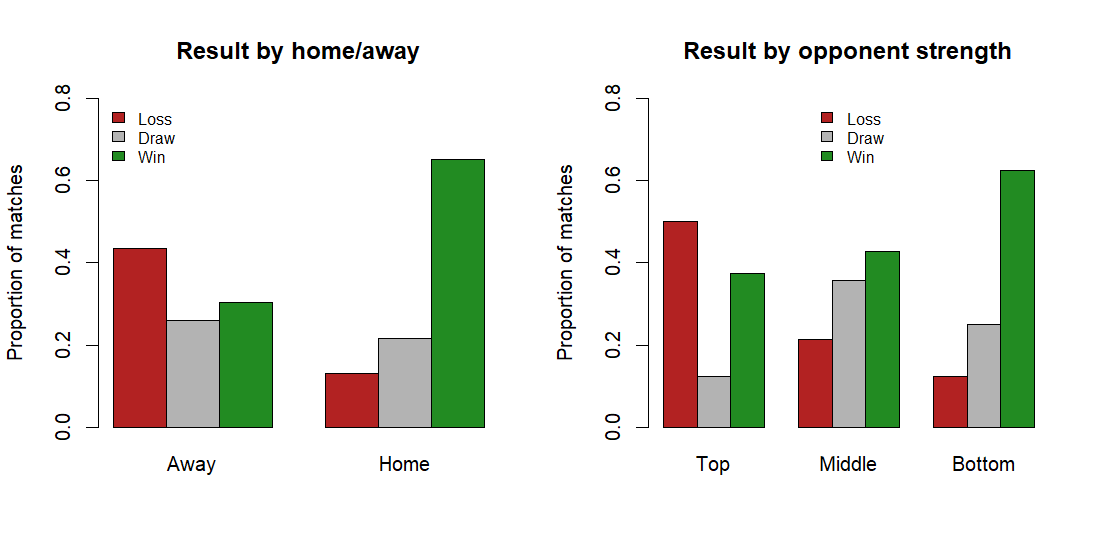 Result by home/away
Proportion of matches
0.0 0.2 0.4 0.6 0.8
Loss
Draw
Win
Away Home
Result by opponent strength
Proportion of matches
0.0 0.2 0.4 0.6 0.8
Loss
Draw
Win
Top Middle Bottom